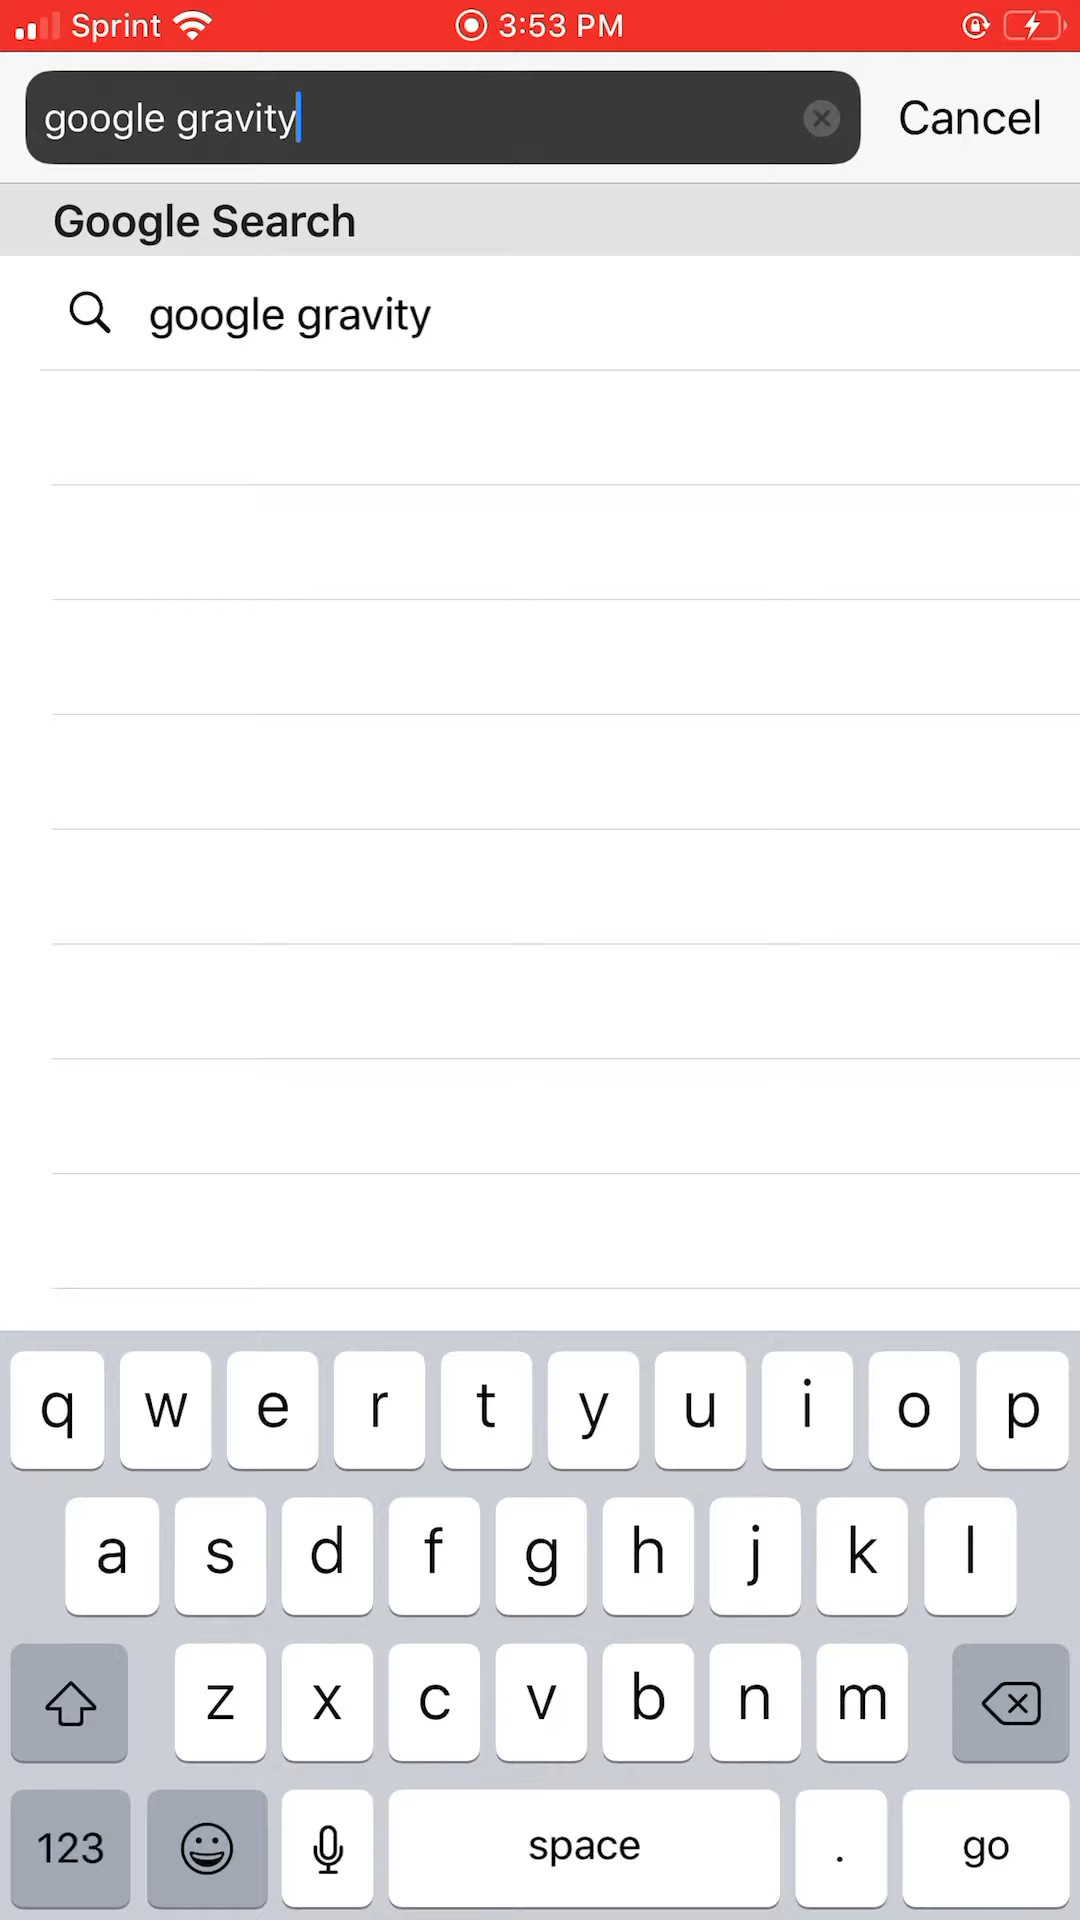 Sprint 3:53 PM
google gravity Cancel
Google Search
google gravity
q w e r t y u i o p
a s d f g h j k l
z x c v b n m
123 space . go